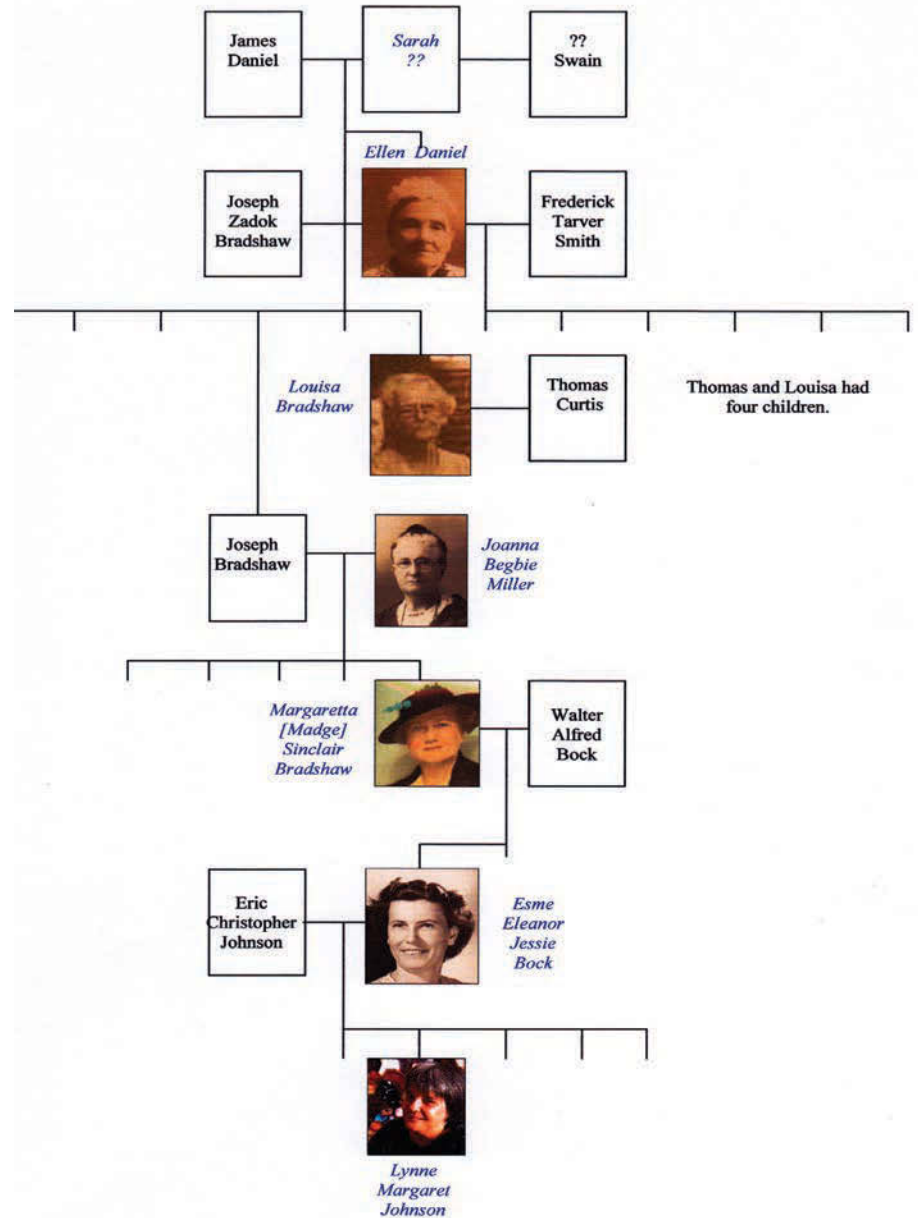 James
Daniel
Sarah
??
??
Swain
Ellen Daniel
Joseph
Zadok
Bradshaw
Frederick
Tarver
Smith
Louisa
Bradshaw
Thomas
Curtis
Thomas and Louisa had
four children.
Joseph
Bradshaw
Joanna
Begbie
Miller
Margaretta
[Madge]
Sinclair
Bradshaw
Walter
Alfred
Bock
Eric
Christopher
Johnson
Esme
Eleanor
Jessie
Bock
Lynne
Margaret
Johnson